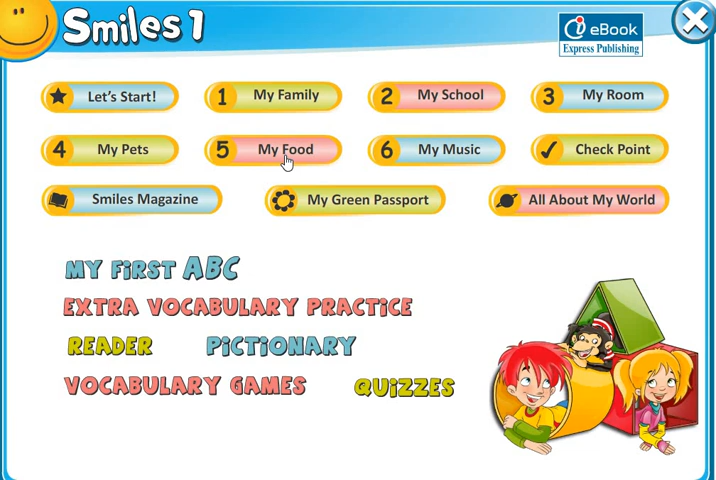 Smiles 1
i eBook
Express Publishing
Let's Start!
1 My Family
2 My School
3 My Room
4 My Pets
5 My Food
6 My Music
Check Point
Smiles Magazine
My Green Passport
All About My World
MY FiRST ABC
EXTRA VOCABULARY PRACTICE
READER
PiCTiONARY
VOCABULARY GAMES
QUiZZES